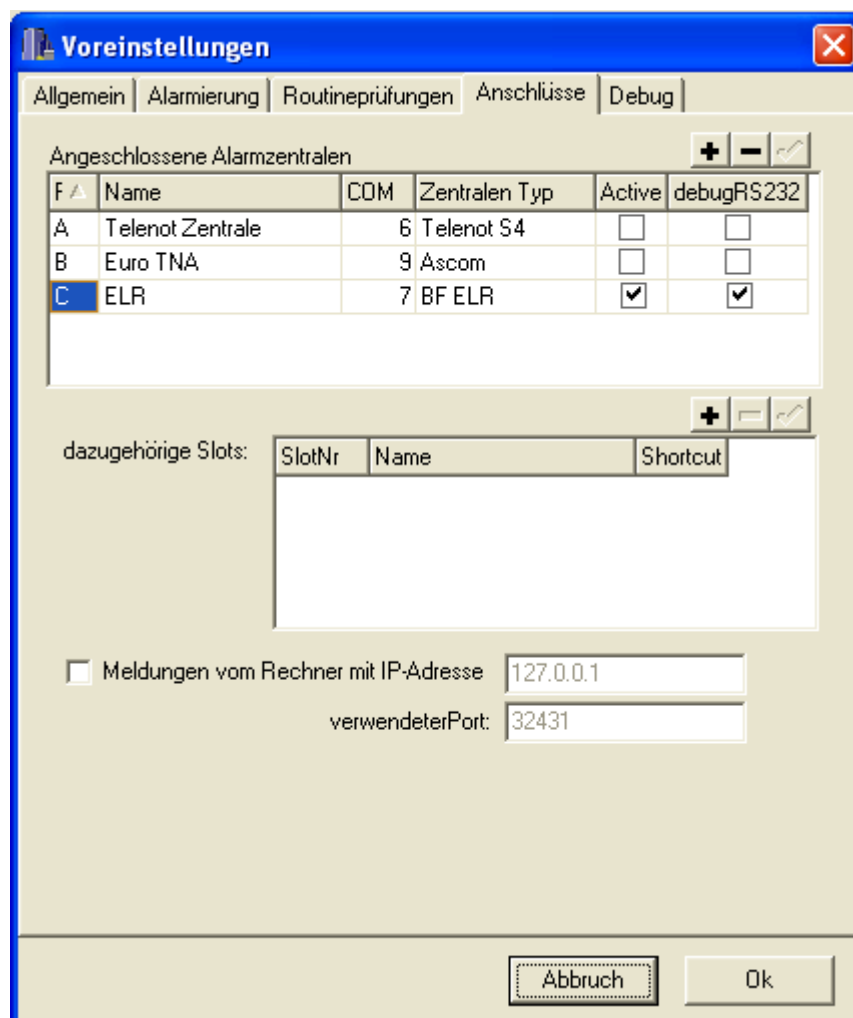 Voreinstellungen
Allgemein Alarmierung Routineprüfungen Anschlüsse Debug
Angeschlossene Alarmzentralen
F Name COM Zentralen Typ Active debugRS232
A Telenot Zentrale 6 Telenot S4
B Euro TNA 9 Ascom
C ELR 7 BF ELR
dazugehörige Slots: SlotNr Name Shortcut
Meldungen vom Rechner mit IP-Adresse 127.0.0.1
verwendeterPort: 32431
Abbruch Ok